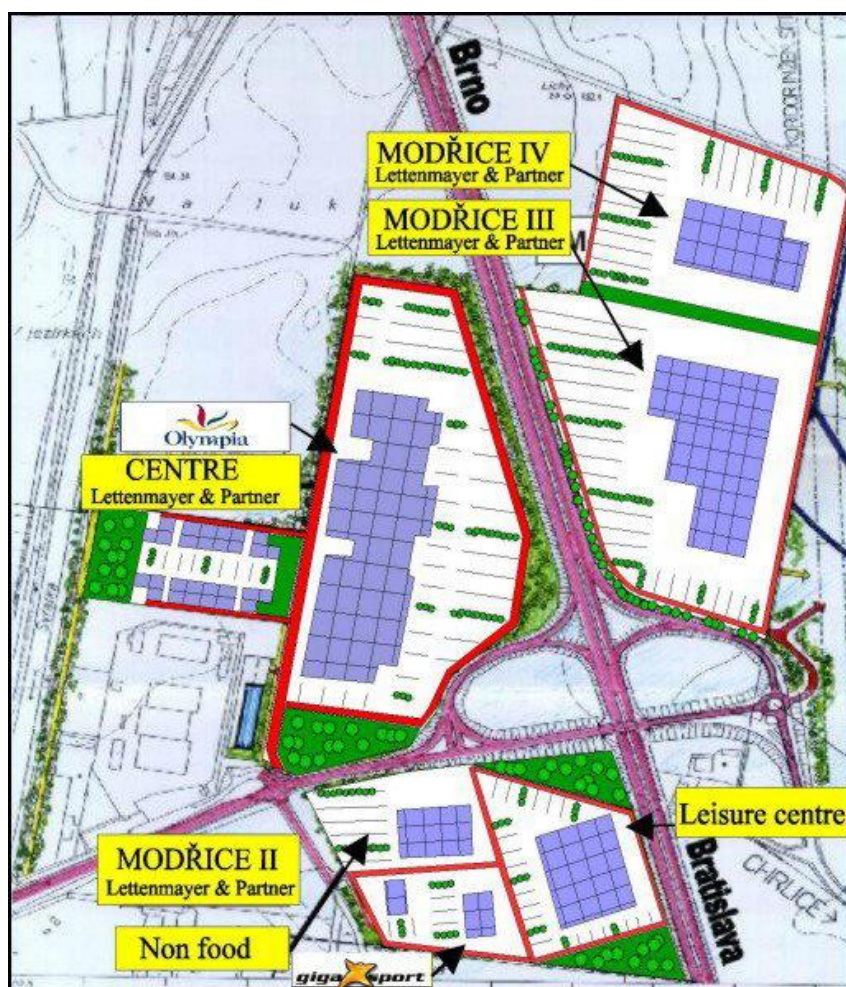 Brno
MODŘICE IV
Lettenmayer & Partner
MODŘICE III
Lettenmayer & Partner
M
Olympia
CENTRE
Lettenmayer & Partner
Leisure centre
MODŘICE II
Lettenmayer & Partner
Bratislava
CHRLICE
Non food
gigasport